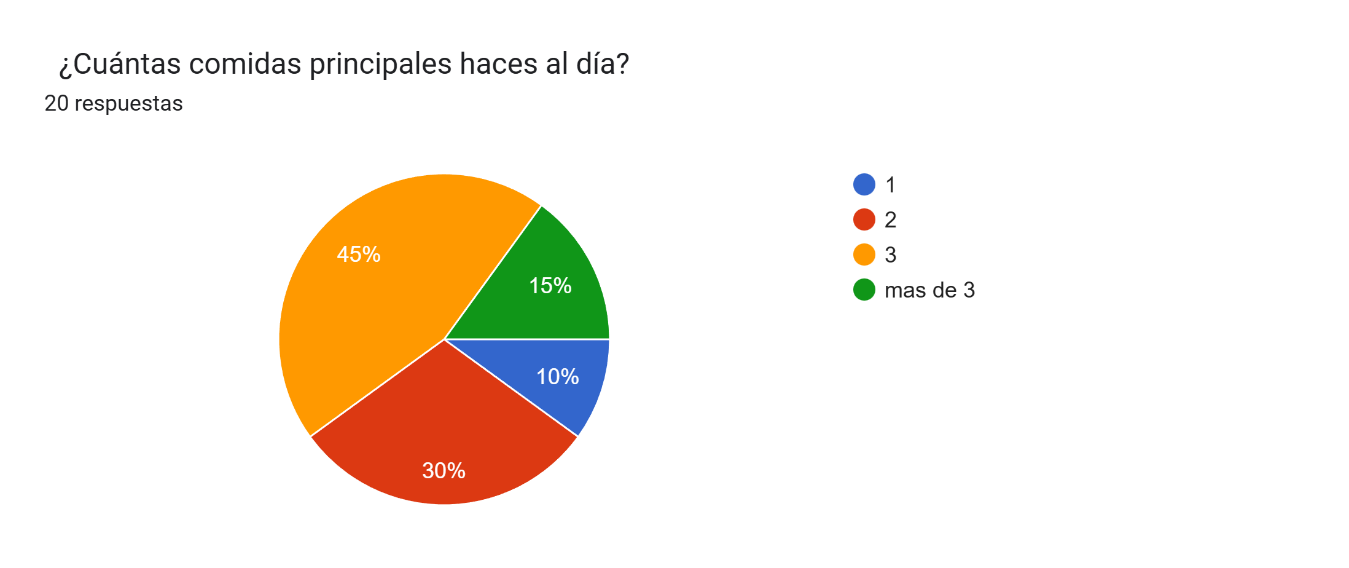 ¿Cuántas comidas principales haces al día?
20 respuestas
45%
15%
10%
30%
1
2
3
mas de 3